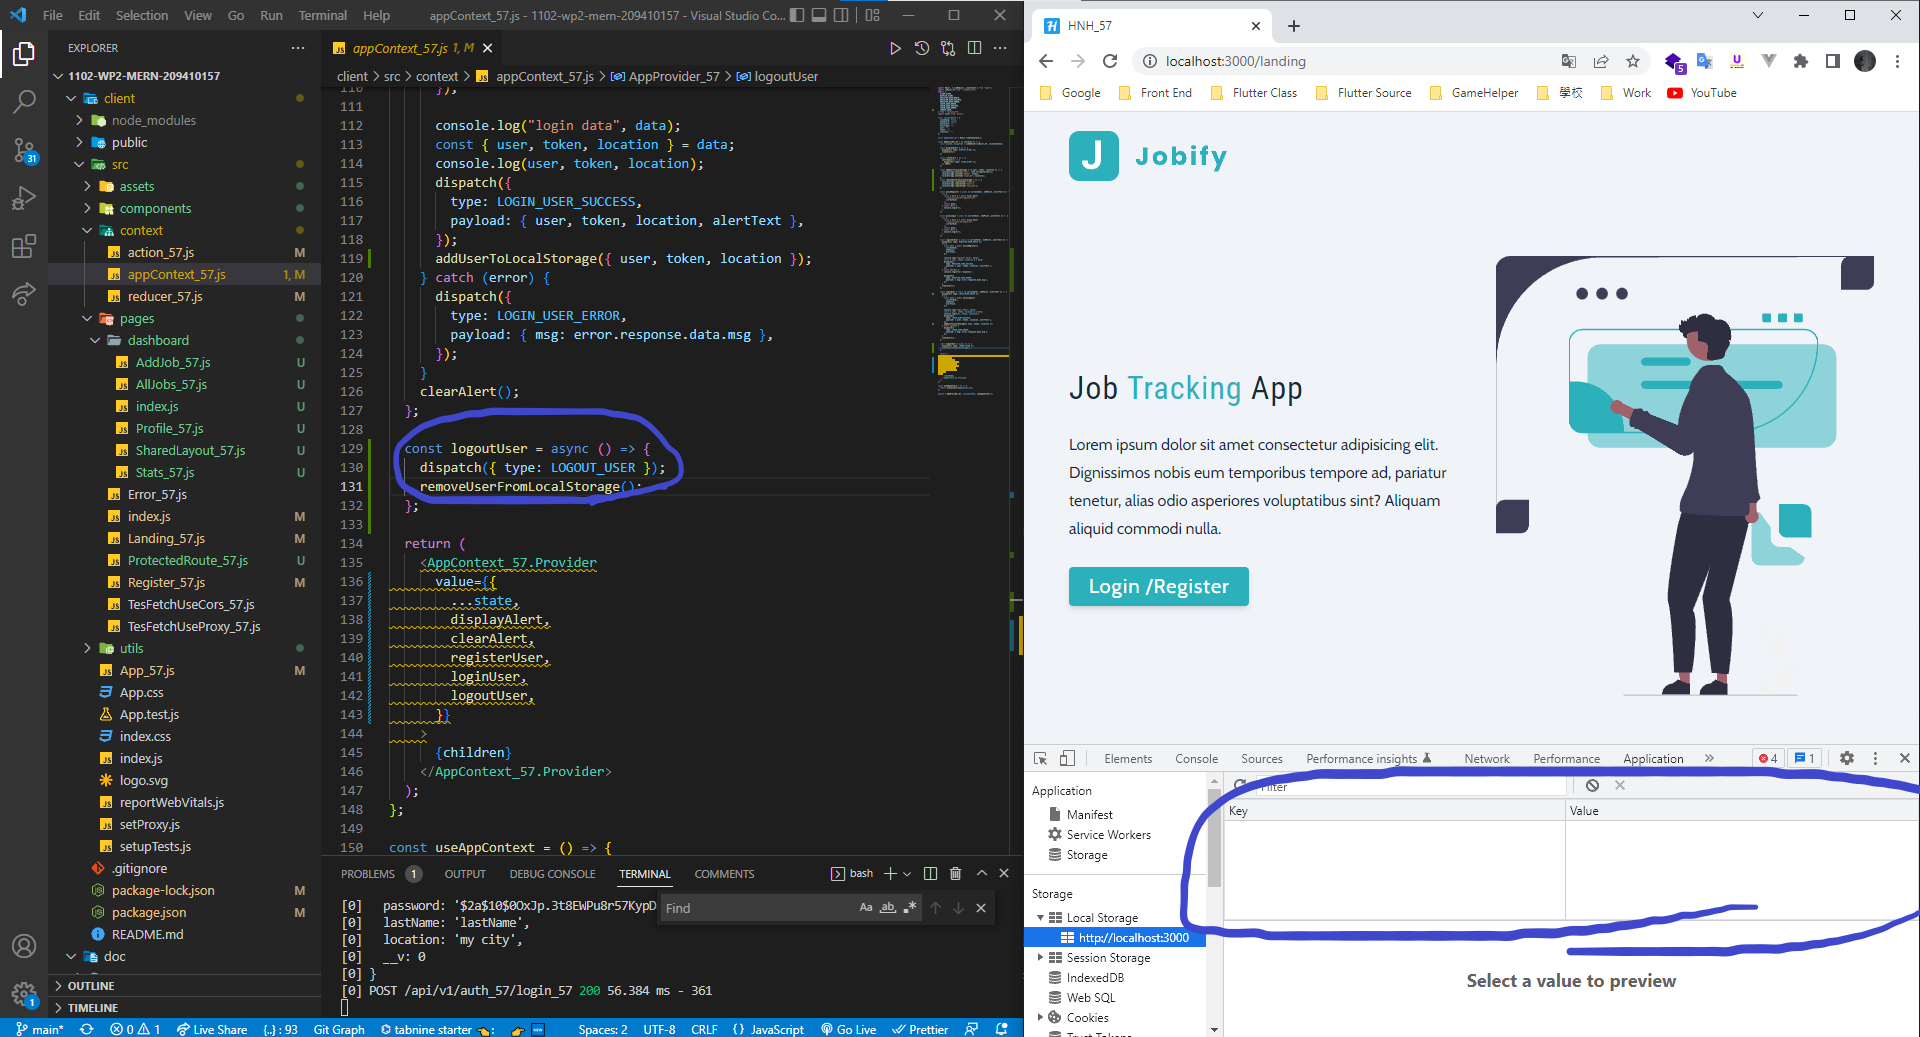 File Edit Selection View Go Run Terminal Help appContext_57.js - 1102-wp2-mern-209410157 - Visual Studio Co...
EXPLORER
1102-WP2-MERN-209410157
client
node_modules
public
src
assets
components
context
action_57.js M
appContext_57.js 1, M
reducer_57.js M
pages
dashboard
AddJob_57.js U
AllJobs_57.js U
index.js U
Profile_57.js U
SharedLayout_57.js U
Stats_57.js U
Error_57.js
index.js M
Landing_57.js M
ProtectedRoute_57.js U
Register_57.js M
TesFetchUseCors_57.js
TesFetchUseProxy_57.js
utils
App_57.js M
App.css
App.test.js
index.css
index.js
logo.svg
reportWebVitals.js
setProxy.js
setupTests.js
.gitignore
package-lock.json M
package.json M
README.md
doc
OUTLINE
TIMELINE
31
1
appContext_57.js 1, M
client > src > context > appContext_57.js > AppProvider_57 > logoutUser
110 });
111
112 console.log("login data", data);
113 const { user, token, location } = data;
114 console.log(user, token, location);
115 dispatch({
116 type: LOGIN_USER_SUCCESS,
117 payload: { user, token, location, alertText },
118 });
119 addUserToLocalStorage({ user, token, location });
120 } catch (error) {
121 dispatch({
122 type: LOGIN_USER_ERROR,
123 payload: { msg: error.response.data.msg },
124 });
125 }
126 clearAlert();
127 };
128
129 const logoutUser = async () => {
130 dispatch({ type: LOGOUT_USER });
131 removeUserFromLocalStorage();
132 };
133
134 return (
135 <AppContext_57.Provider
136 value={{
137 ...state,
138 displayAlert,
139 clearAlert,
140 registerUser,
141 loginUser,
142 logoutUser,
143 }}
144 >
145 {children}
146 </AppContext_57.Provider>
147 );
148 };
149
150 const useAppContext = () => {
PROBLEMS 1 OUTPUT DEBUG CONSOLE TERMINAL COMMENTS bash
Find Aa ab .*
[0] password: '$2a$10$0OxJp.3t8EWPu8r57KypD
[0] lastName: 'lastName',
[0] location: 'my city',
[0] __v: 0
[0] }
[0] POST /api/v1/auth_57/login_57 200 56.384 ms - 361
main* 0 1 Live Share {..} : 93 Git Graph tabnine starter Spaces: 2 UTF-8 CRLF {} JavaScript Go Live Prettier
HNH_57
localhost:3000/landing
5
Google Front End Flutter Class Flutter Source GameHelper 學校 Work YouTube
J Jobify
Job Tracking App
Lorem ipsum dolor sit amet consectetur adipisicing elit.
Dignissimos nobis eum temporibus tempore ad, pariatur
tenetur, alias odio asperiores voluptatibus sint? Aliquam
aliquid commodi nulla.
Login /Register
Elements Console Sources Performance insights Network Performance Application 4 1
Application
Manifest
Service Workers
Storage
Storage
Local Storage
http://localhost:3000
Session Storage
IndexedDB
Web SQL
Cookies
Trust Tokens
Filter
Key Value
Select a value to preview